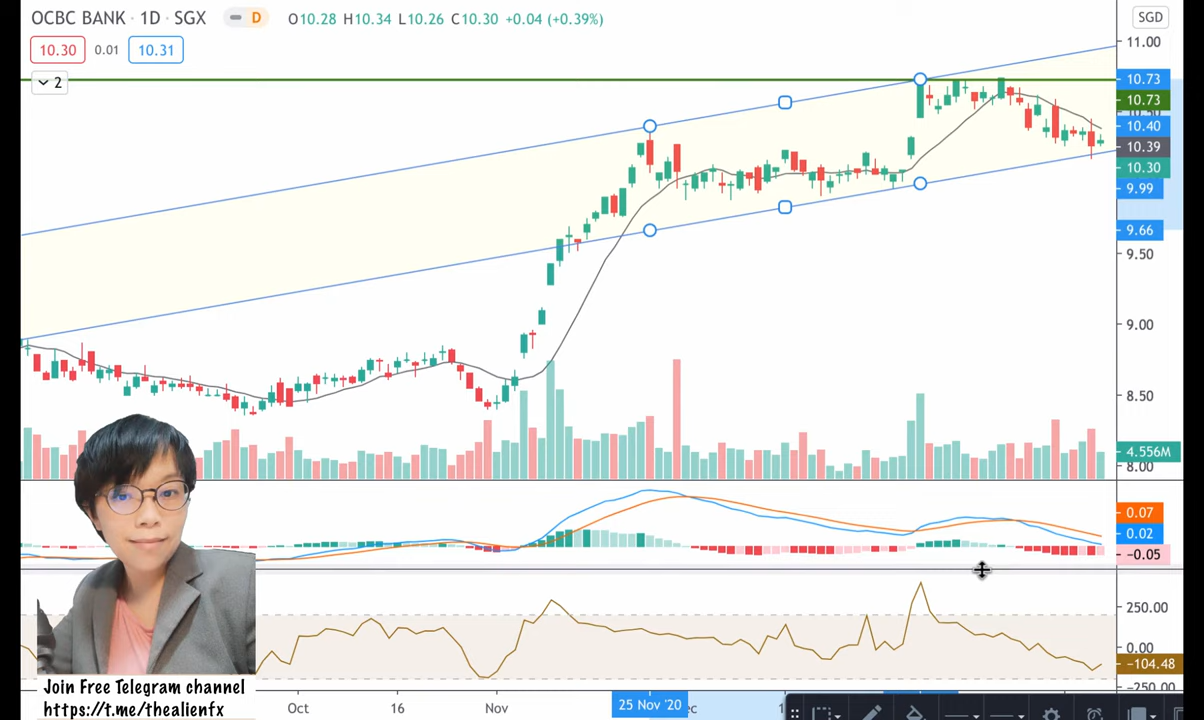 OCBC BANK · 1D · SGX D O10.28 H10.34 L10.26 C10.30 +0.04 (+0.39%)
SGD
10.30 0.01 10.31
11.00
2
10.73
10.73
10.40
10.39
10.30
9.99
9.66
9.50
9.00
8.50
4.556M
8.00
0.07
0.02
−0.05
250.00
0.00
−104.48
−250.00
Join Free Telegram channel
https://t.me/thealienfx
Oct 16 Nov 25 Nov '20